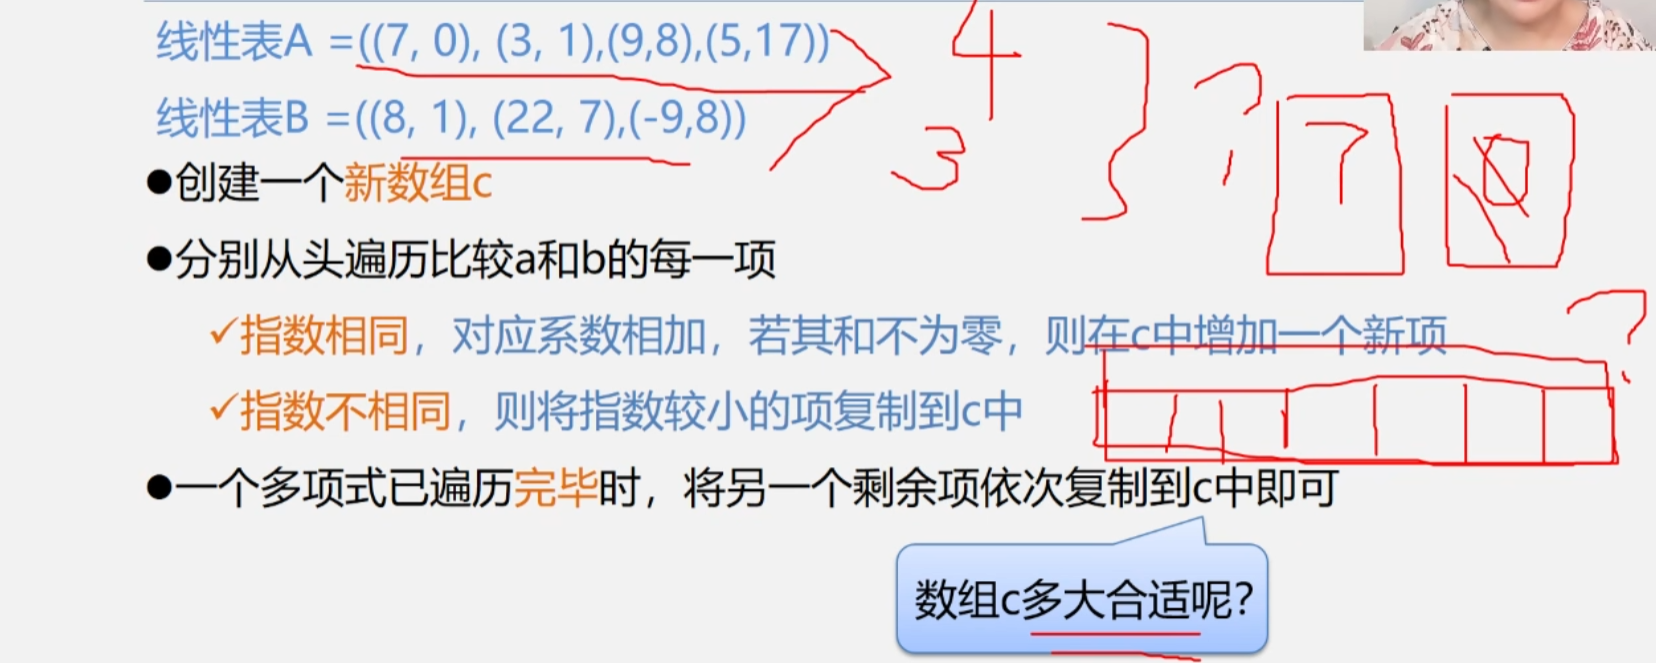 线性表A =((7, 0), (3, 1),(9,8),(5,17))
4
线性表B =((8, 1), (22, 7),(-9,8))
3
?
7
0
●创建一个新数组c
●分别从头遍历比较a和b的每一项
✓指数相同，对应系数相加，若其和不为零，则在c中增加一个新项
?
✓指数不相同，则将指数较小的项复制到c中
●一个多项式已遍历完毕时，将另一个剩余项依次复制到c中即可
数组c多大合适呢?